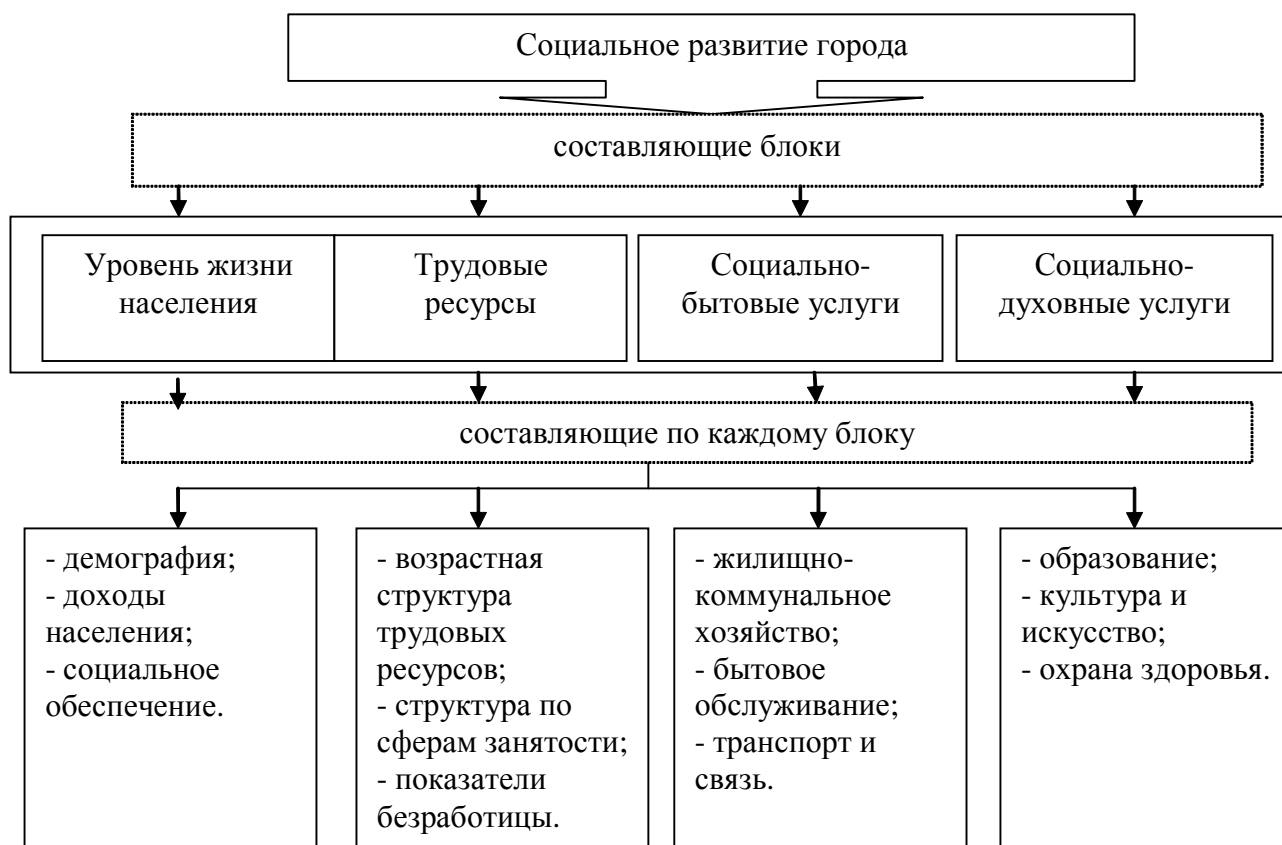 Социальное развитие города
составляющие блоки
Уровень жизни
населения
Трудовые
ресурсы
Социально-
бытовые услуги
Социально-
духовные услуги
составляющие по каждому блоку
- демография;
- доходы
населения;
- социальное
обеспечение.
- возрастная
структура
трудовых
ресурсов;
- структура по
сферам занятости;
- показатели
безработицы.
- жилищно-
коммунальное
хозяйство;
- бытовое
обслуживание;
- транспорт и
связь.
- образование;
- культура и
искусство;
- охрана здоровья.